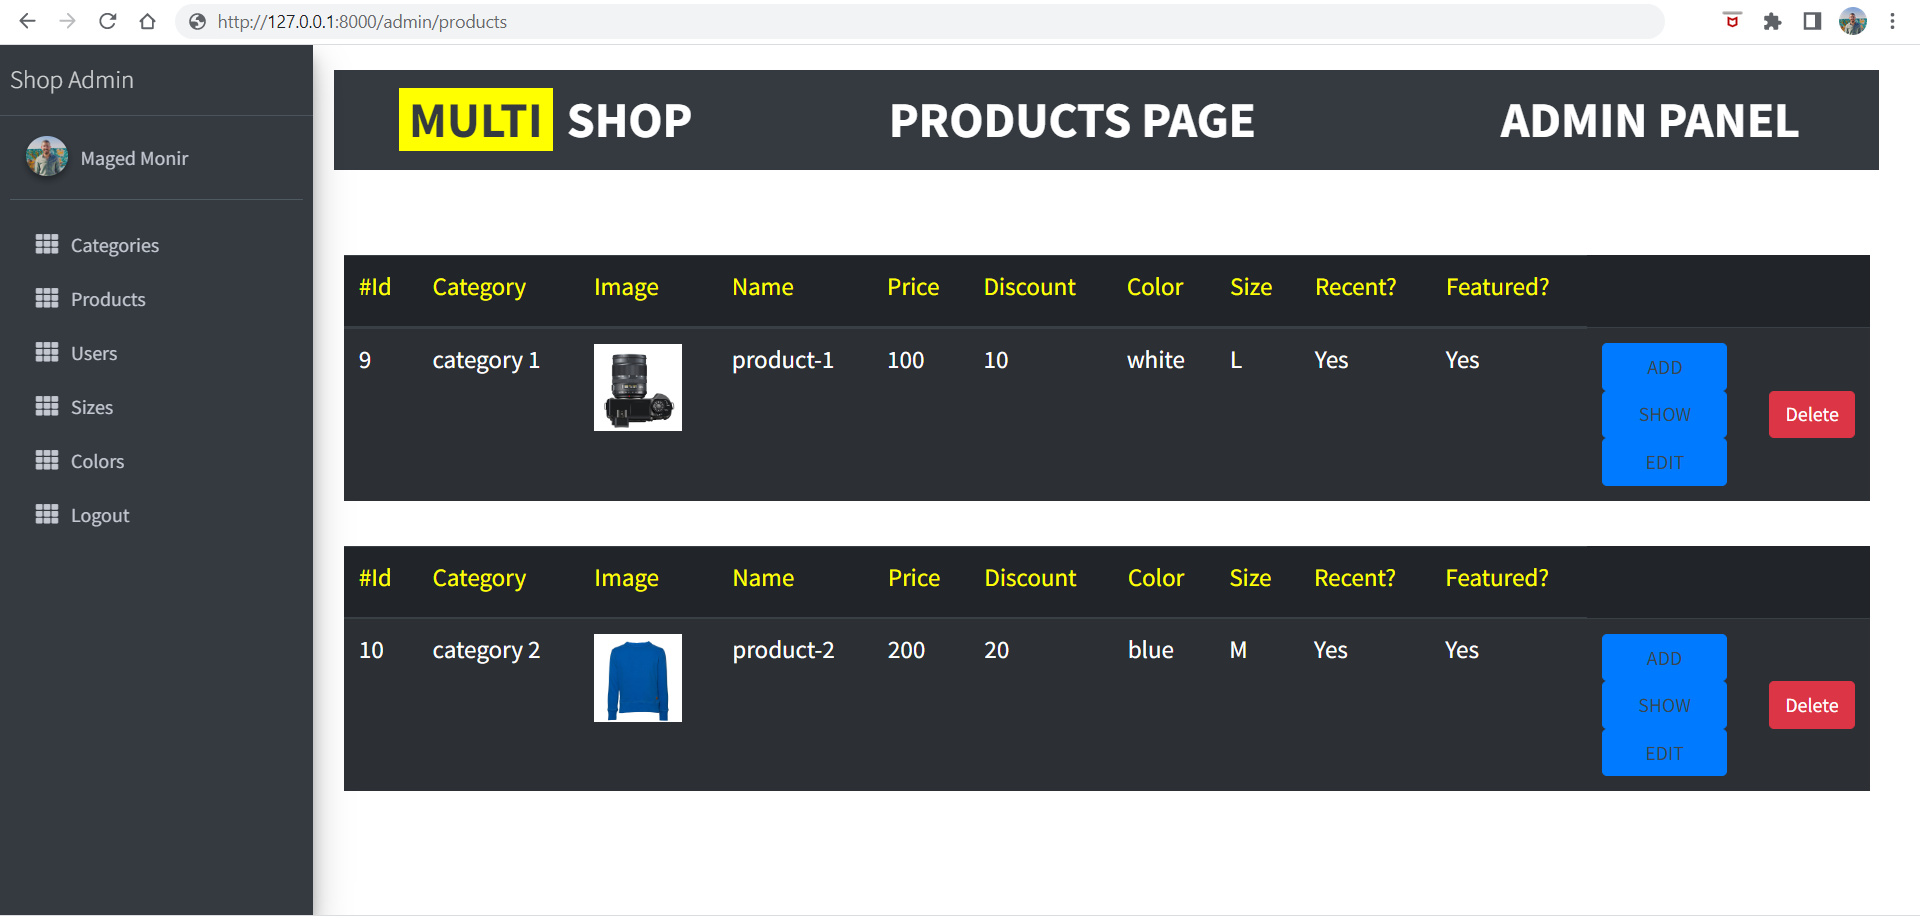 http://127.0.0.1:8000/admin/products
Shop Admin
Maged Monir
Categories
Products
Users
Sizes
Colors
Logout
MULTI SHOP PRODUCTS PAGE ADMIN PANEL
#Id Category Image Name Price Discount Color Size Recent? Featured?
9 category 1 product-1 100 10 white L Yes Yes
ADD
SHOW
EDIT
Delete
#Id Category Image Name Price Discount Color Size Recent? Featured?
10 category 2 product-2 200 20 blue M Yes Yes
ADD
SHOW
EDIT
Delete